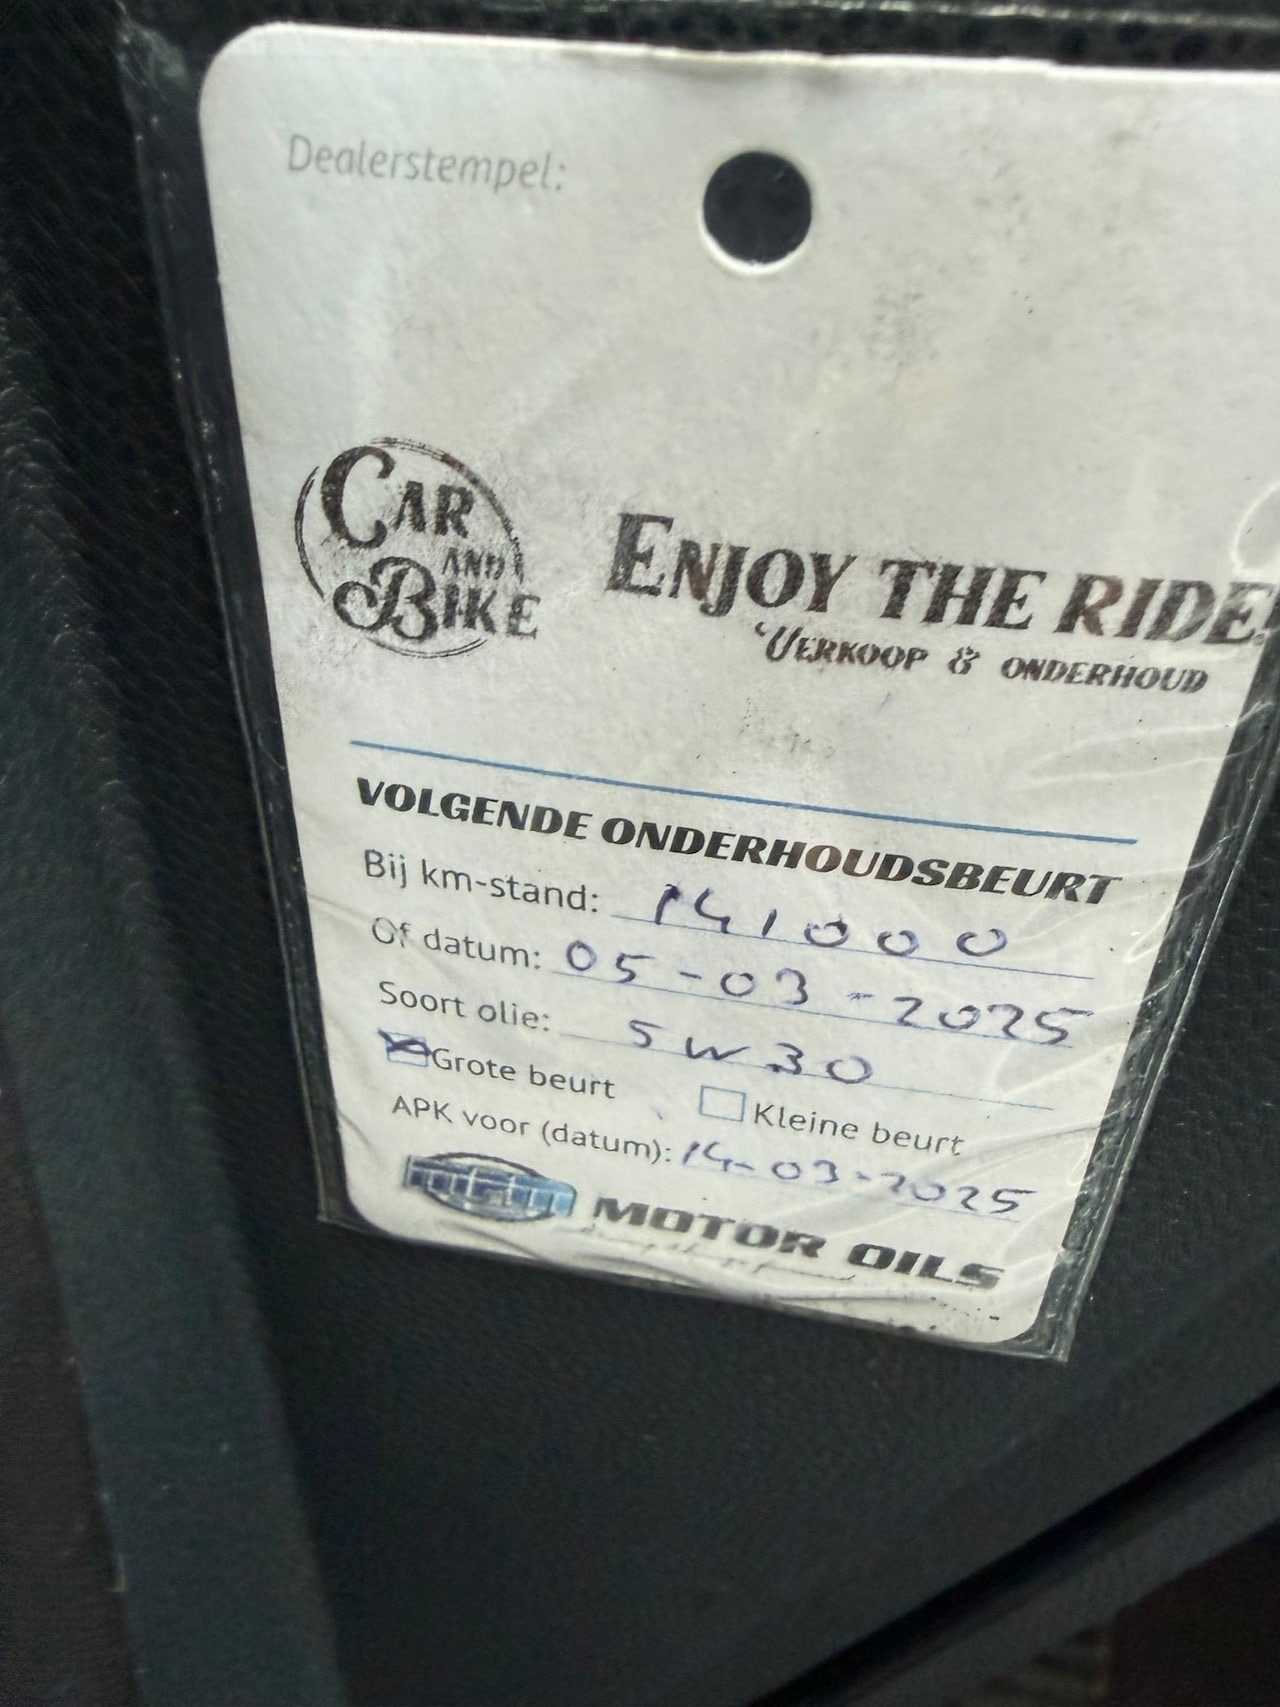 Dealerstempel:
CAR
AND
BIKE
ENJOY THE RIDE!
VERKOOP & ONDERHOUD
VOLGENDE ONDERHOUDSBEURT
Bij km-stand: 141000
Of datum: 05-03-2025
Soort olie: 5W30
Grote beurt Kleine beurt
APK voor (datum): 14-03-2025
MOTOR OILS